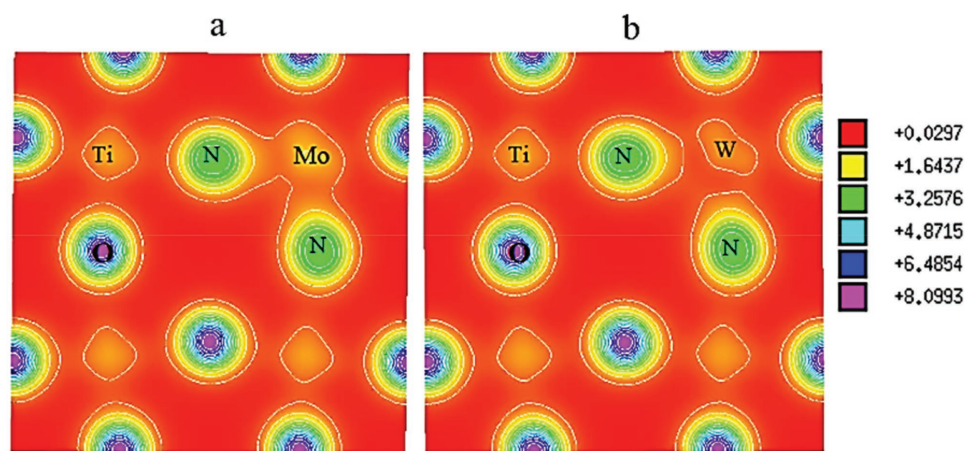 a
b
Ti N Mo
Ti N W
O N
O N
+0.0297
+1.6437
+3.2576
+4.8715
+6.4854
+8.0993